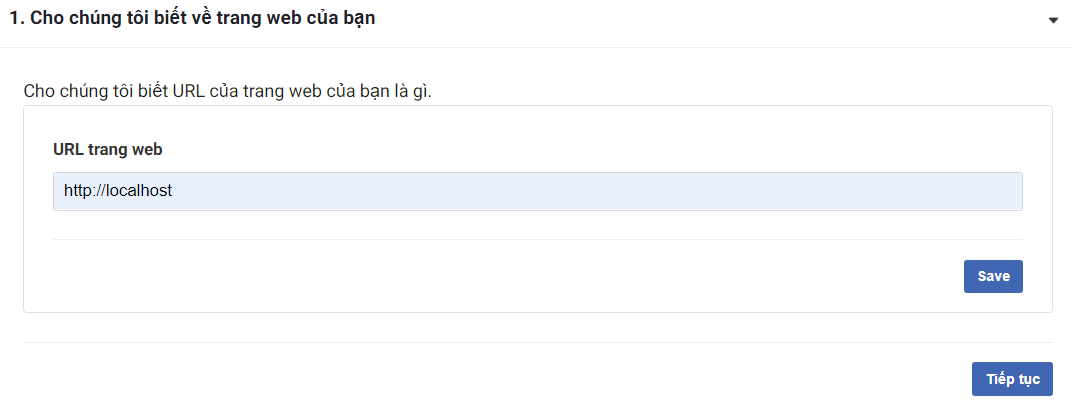 1. Cho chúng tôi biết về trang web của bạn
Cho chúng tôi biết URL của trang web của bạn là gì.
URL trang web
http://localhost
Save
Tiếp tục